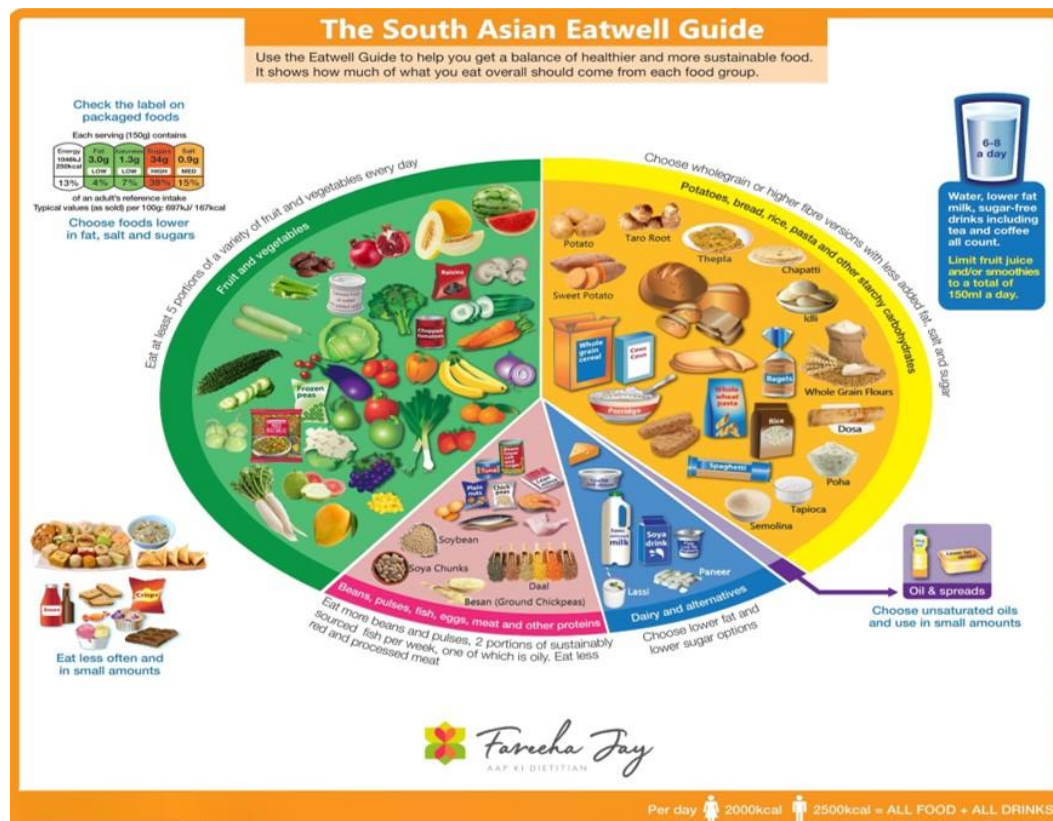 The South Asian Eatwell Guide
Use the Eatwell Guide to help you get a balance of healthier and more sustainable food.
It shows how much of what you eat overall should come from each food group.
Check the label on
packaged foods
Each serving (150g) contains
Energy
1046kJ
250kcal
13%
Fat
3.0g
LOW
4%
Saturates
1.3g
LOW
7%
Sugars
34g
HIGH
38%
Salt
0.9g
MED
15%
of an adult's reference intake
Typical values (as sold) per 100g: 697kJ/ 167kcal
Choose foods lower
in fat, salt and sugars
6-8
a day
Water, lower fat
milk, sugar-free
drinks including
tea and coffee
all count.
Limit fruit juice
and/or smoothies
to a total of
150ml a day.
Eat at least 5 portions of a variety of fruit and vegetables every day
Fruit and vegetables
Raisins
Chopped
tomatoes
Frozen
peas
Choose wholegrain or higher fibre versions with less added fat, salt and sugar
Potatoes, bread, rice, pasta and other starchy carbohydrates
Potato
Taro Root
Thepla
Chapatti
Sweet Potato
Idli
Whole
grain
cereal
Cous
Cous
Bagels
Whole Grain Flours
Porridge
Whole
wheat
pasta
Rice
Dosa
Spaghetti
Poha
Tapioca
Semolina
Tuna
Plain
nuts
Chick
peas
Lean
mince
Soybean
Soya Chunks
Daal
Besan (Ground Chickpeas)
Beans, pulses, fish, eggs, meat and other proteins
Eat more beans and pulses, 2 portions of sustainably
sourced fish per week, one of which is oily. Eat less
red and processed meat
milk
Soya
drink
Paneer
Lassi
Dairy and alternatives
Choose lower fat and
lower sugar options
Oil & spreads
Choose unsaturated oils
and use in small amounts
Sauce
Crisps
Eat less often and
in small amounts
Fareeha Jay
AAP KI DIETITIAN
Per day 2000kcal 2500kcal = ALL FOOD + ALL DRINKS